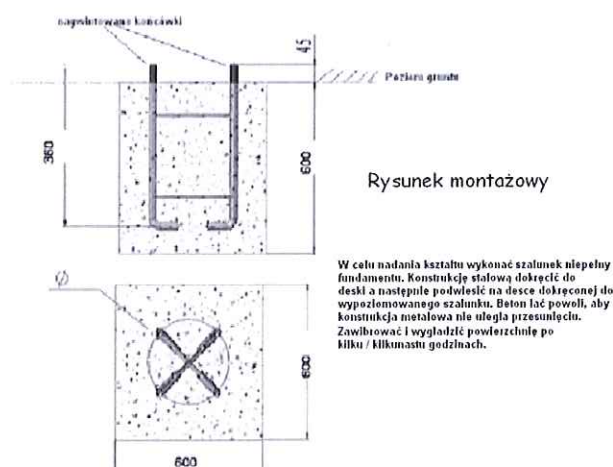 nagwintowane końcówki
45
Poziom gruntu
360
600
Rysunek montażowy
W celu nadania kształtu wykonać szalunek niepełny
fundamentu. Konstrukcję stalową dokręcić do
deski a następnie podwiesić na desce dokręconej do
wypoziomowanego szalunku. Beton lać powoli, aby
konstrukcja metalowa nie uległa przesunięciu.
Zawibrować i wygładzić powierzchnię po
kilku / kilkunastu godzinach.
Ø
600
600